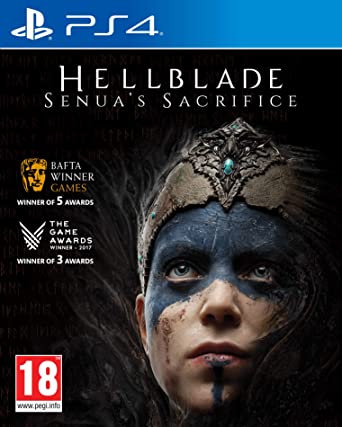 PS4
HELLBLADE
SENUA'S SACRIFICE
BAFTA
WINNER
GAMES
WINNER OF 5 AWARDS
THE
GAME
AWARDS
WINNER - 2017
WINNER OF 3 AWARDS
18
www.pegi.info